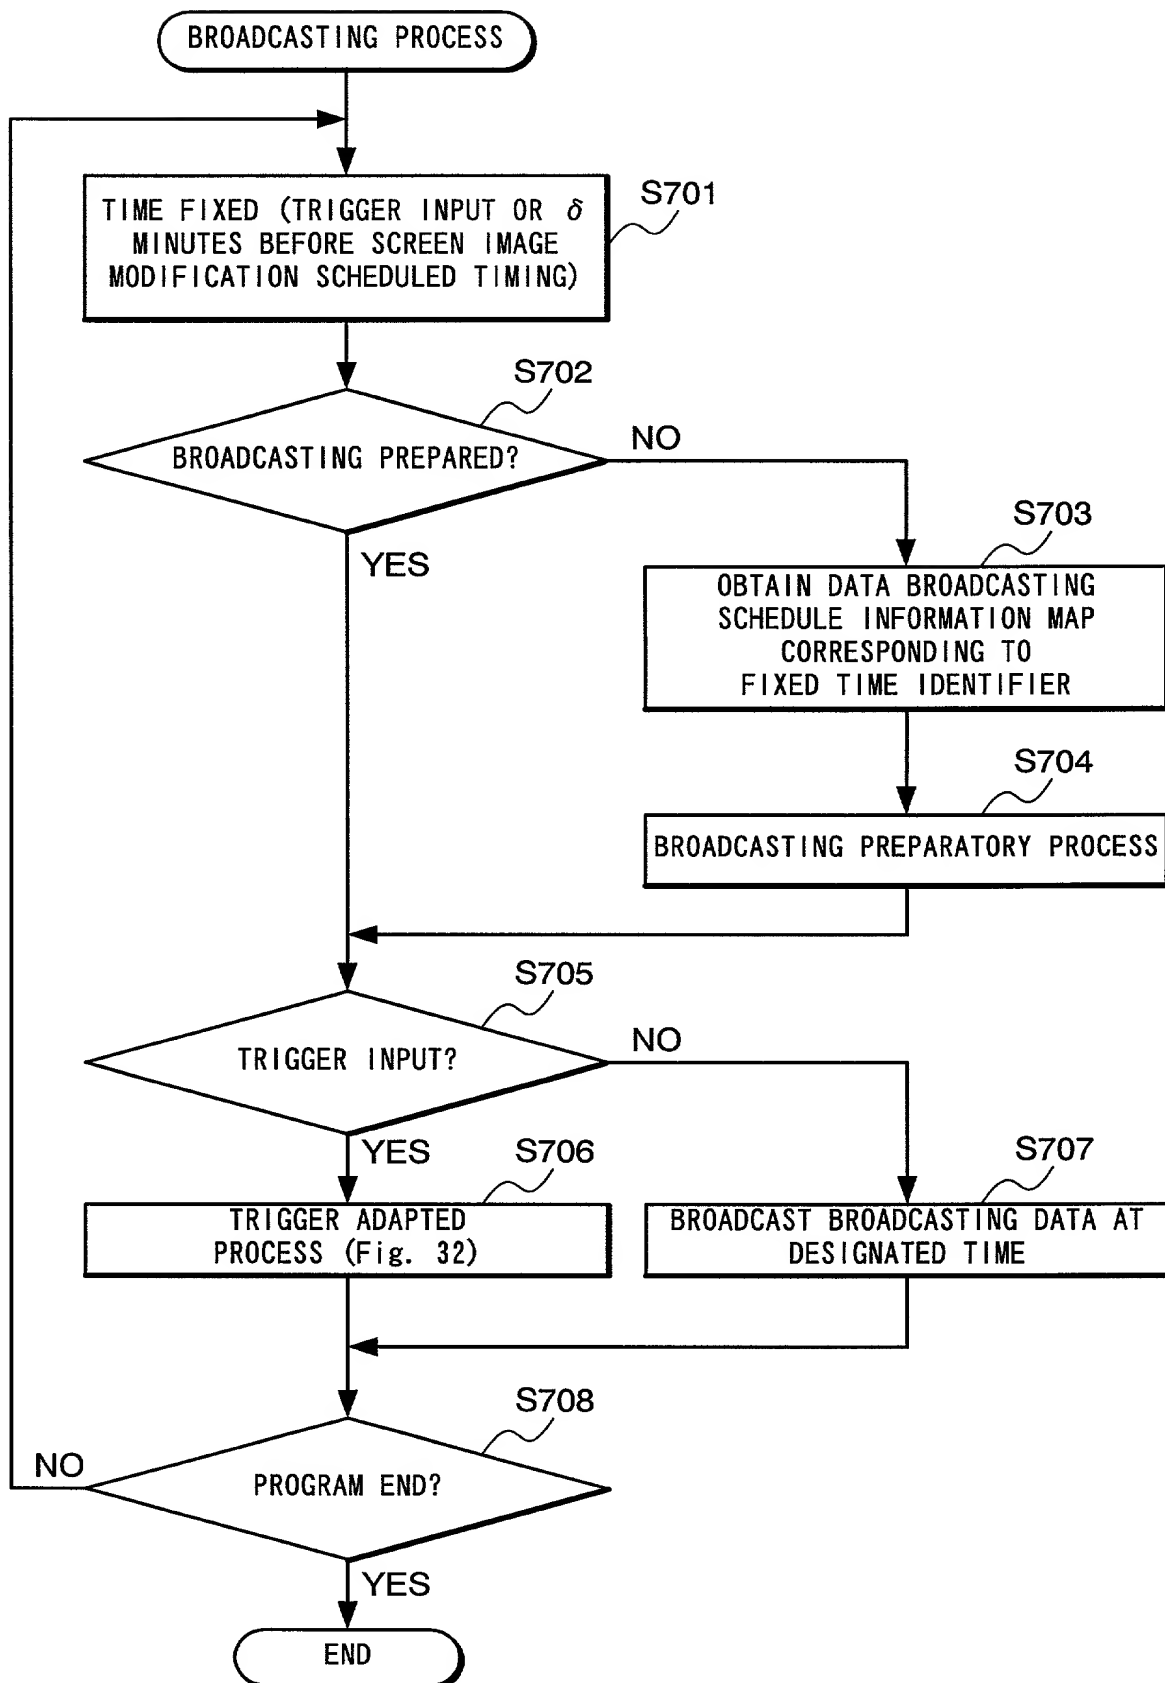 BROADCASTING PROCESS
S701
TIME FIXED (TRIGGER INPUT OR δ
MINUTES BEFORE SCREEN IMAGE
MODIFICATION SCHEDULED TIMING)
S702
BROADCASTING PREPARED?
NO
YES
S703
OBTAIN DATA BROADCASTING
SCHEDULE INFORMATION MAP
CORRESPONDING TO
FIXED TIME IDENTIFIER
S704
BROADCASTING PREPARATORY PROCESS
S705
TRIGGER INPUT?
NO
YES
S706
TRIGGER ADAPTED
PROCESS (Fig. 32)
S707
BROADCAST BROADCASTING DATA AT
DESIGNATED TIME
S708
PROGRAM END?
NO
YES
END